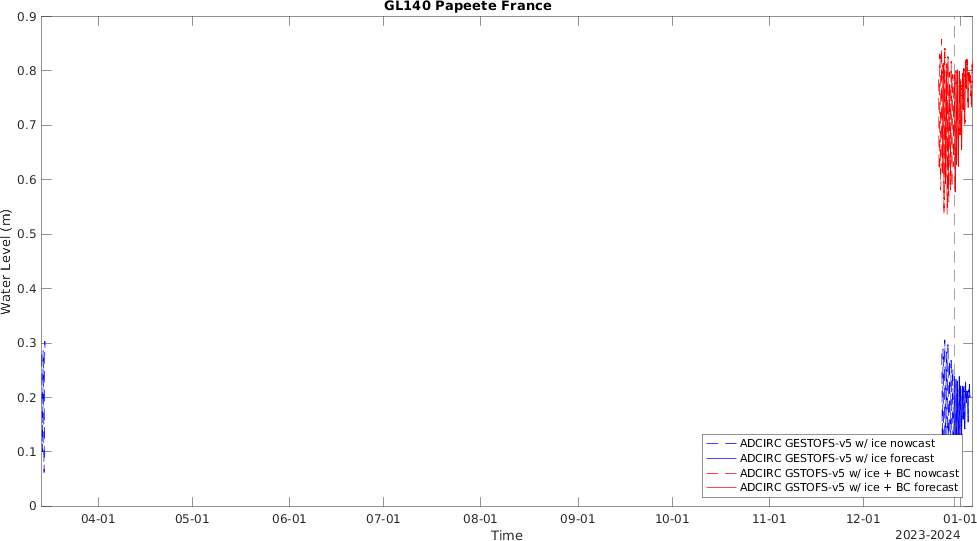 GL140 Papeete France
Water Level (m)
0.9
0.8
0.7
0.6
0.5
0.4
0.3
0.2
0.1
0
ADCIRC GESTOFS-v5 w/ ice nowcast
ADCIRC GESTOFS-v5 w/ ice forecast
ADCIRC GSTOFS-v5 w/ ice + BC nowcast
ADCIRC GSTOFS-v5 w/ ice + BC forecast
04-01 05-01 06-01 07-01 08-01 09-01 10-01 11-01 12-01 01-01
Time
2023-2024